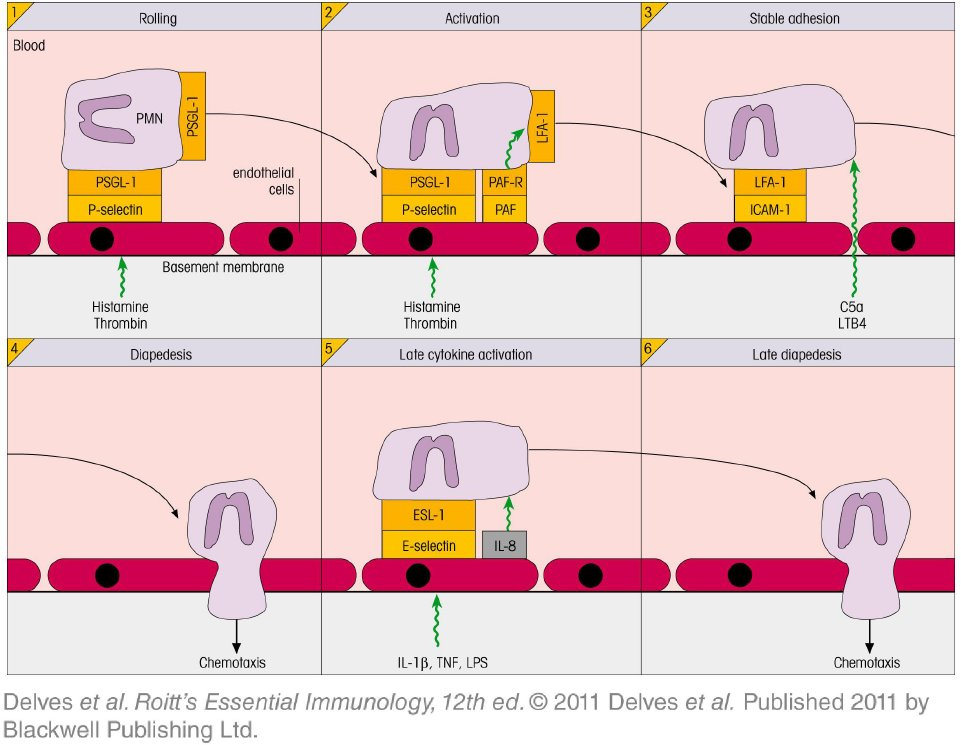 1
Rolling
Blood
PMN
PSGL-1
PSGL-1
P-selectin
endothelial
cells
Basement membrane
Histamine
Thrombin
2
Activation
LFA-1
PSGL-1
PAF-R
P-selectin
PAF
Histamine
Thrombin
3
Stable adhesion
LFA-1
ICAM-1
C5a
LTB4
4
Diapedesis
Chemotaxis
5
Late cytokine activation
ESL-1
E-selectin
IL-8
IL-1β, TNF, LPS
6
Late diapedesis
Chemotaxis
Delves et al. Roitt's Essential Immunology, 12th ed. © 2011 Delves et al. Published 2011 by
Blackwell Publishing Ltd.